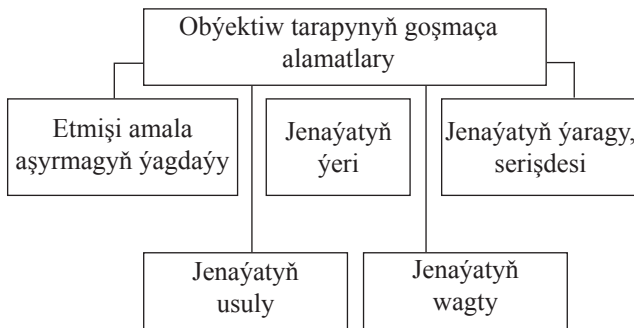 Obýektiw tarapynyň goşmaça
alamatlary
Etmişi amala
aşyrmagyň ýagdaýy
Jenaýatyň
ýeri
Jenaýatyň ýaragy,
serişdesi
Jenaýatyň
usuly
Jenaýatyň
wagty